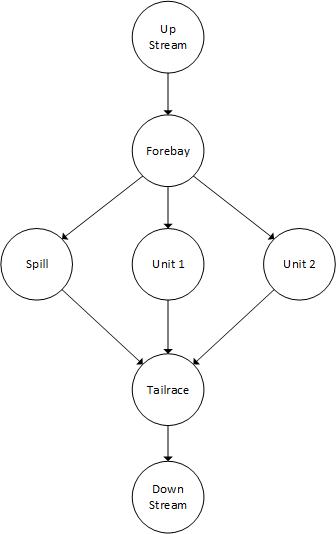 Up
Stream
Forebay
Spill
Unit 1
Unit 2
Tailrace
Down
Stream